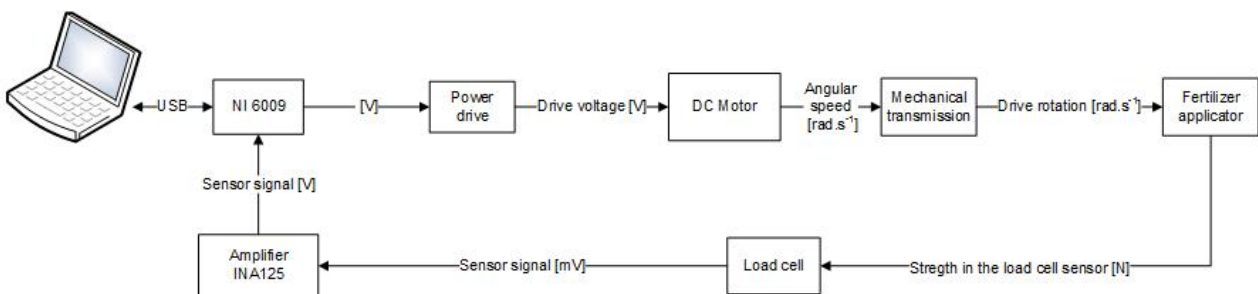 USB
NI 6009
[V]
Power
drive
Drive voltage [V]
DC Motor
Angular
speed
[rad.s⁻¹]
Mechanical
transmission
Drive rotation [rad.s⁻¹]
Fertilizer
applicator
Sensor signal [V]
Amplifier
INA125
Sensor signal [mV]
Load cell
Stregth in the load cell sensor [N]